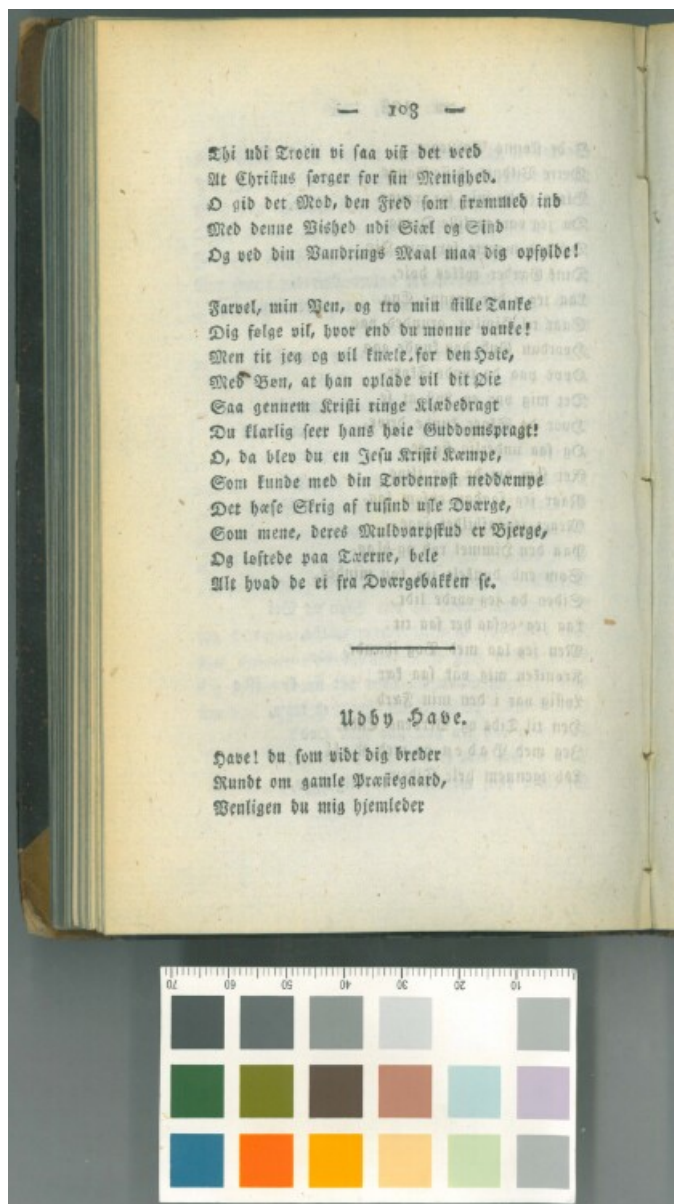 — 108 —
Thi udi Troen vi saa vist det veed
At Christus sørger for sin Menighed.
O gid det Mod, den Fred som strømmed ind
Med denne Vished udi Siæl og Sind
Og ved din Vandrings Maal maa dig opfylde!
Farvel, min Ven, og tro min stille Tanke
Dig følge vil, hvor end du monne vanke!
Men tit jeg og vil knæle for den Høie,
Med Bøn, at han oplade vil dit Øie
Saa gennem Kristi ringe Klædedragt
Du klarlig seer hans høie Guddomspragt!
O, da blev du en Jesu Kristi Kæmpe,
Som kunde med din Tordenrøst neddæmpe
Det hæse Skrig af tusind usle Dværge,
Som mene, deres Muldvarpskud er Bjerge,
Og løftede paa Tæerne, bele
Alt hvad de ei fra Dværgebakken se.
Udby Have.
Have! du som vidt dig breder
Rundt om gamle Præstegaard,
Venligen du mig hjemleder
70 60 50 40 30 20 10